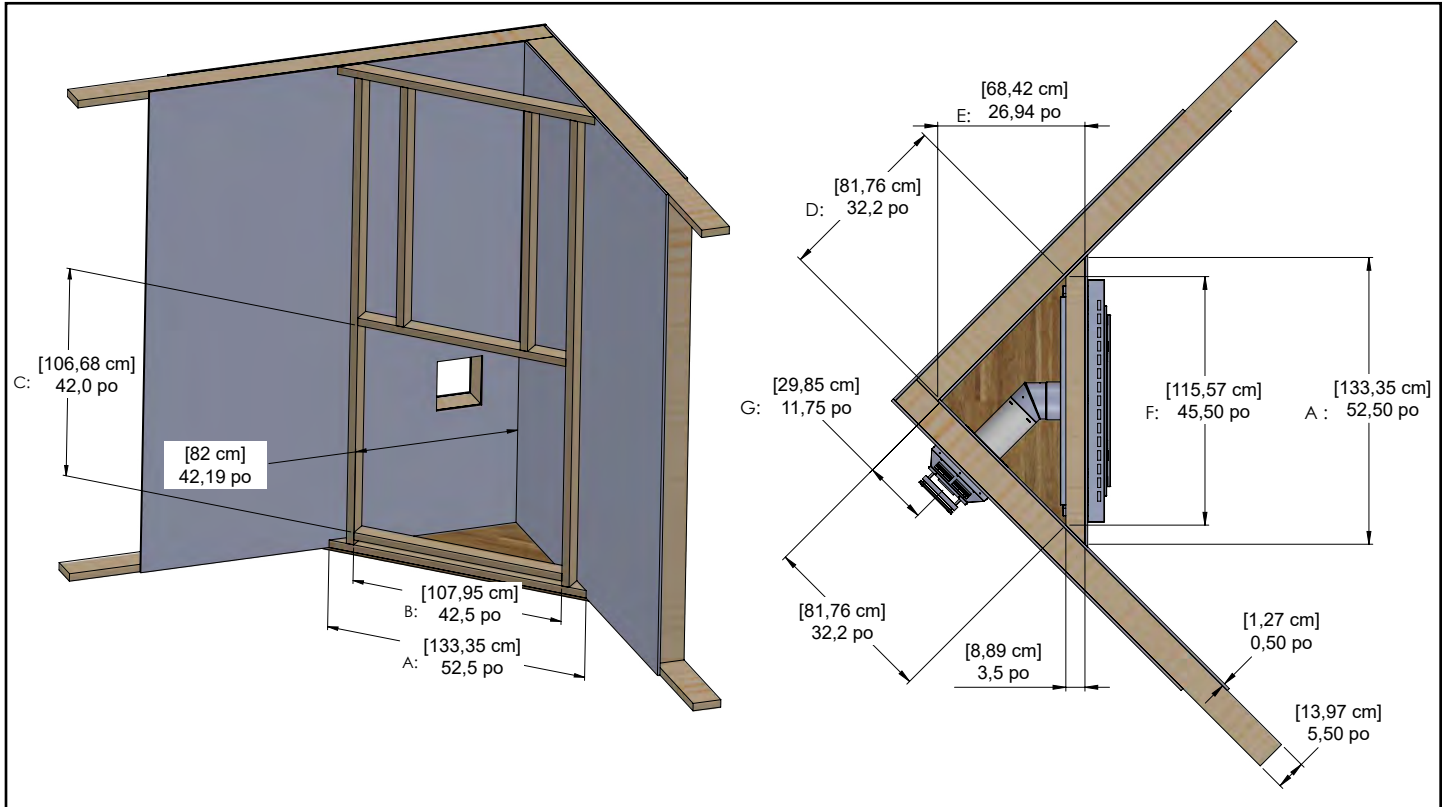 [106,68 cm]
C: 42,0 po
[82 cm]
42,19 po
[107,95 cm]
B: 42,5 po
[133,35 cm]
A: 52,5 po
[68,42 cm]
E: 26,94 po
[81,76 cm]
D: 32,2 po
[29,85 cm]
G: 11,75 po
[115,57 cm]
F: 45,50 po
[133,35 cm]
A : 52,50 po
[81,76 cm]
32,2 po
[8,89 cm]
3,5 po
[1,27 cm]
0,50 po
[13,97 cm]
5,50 po